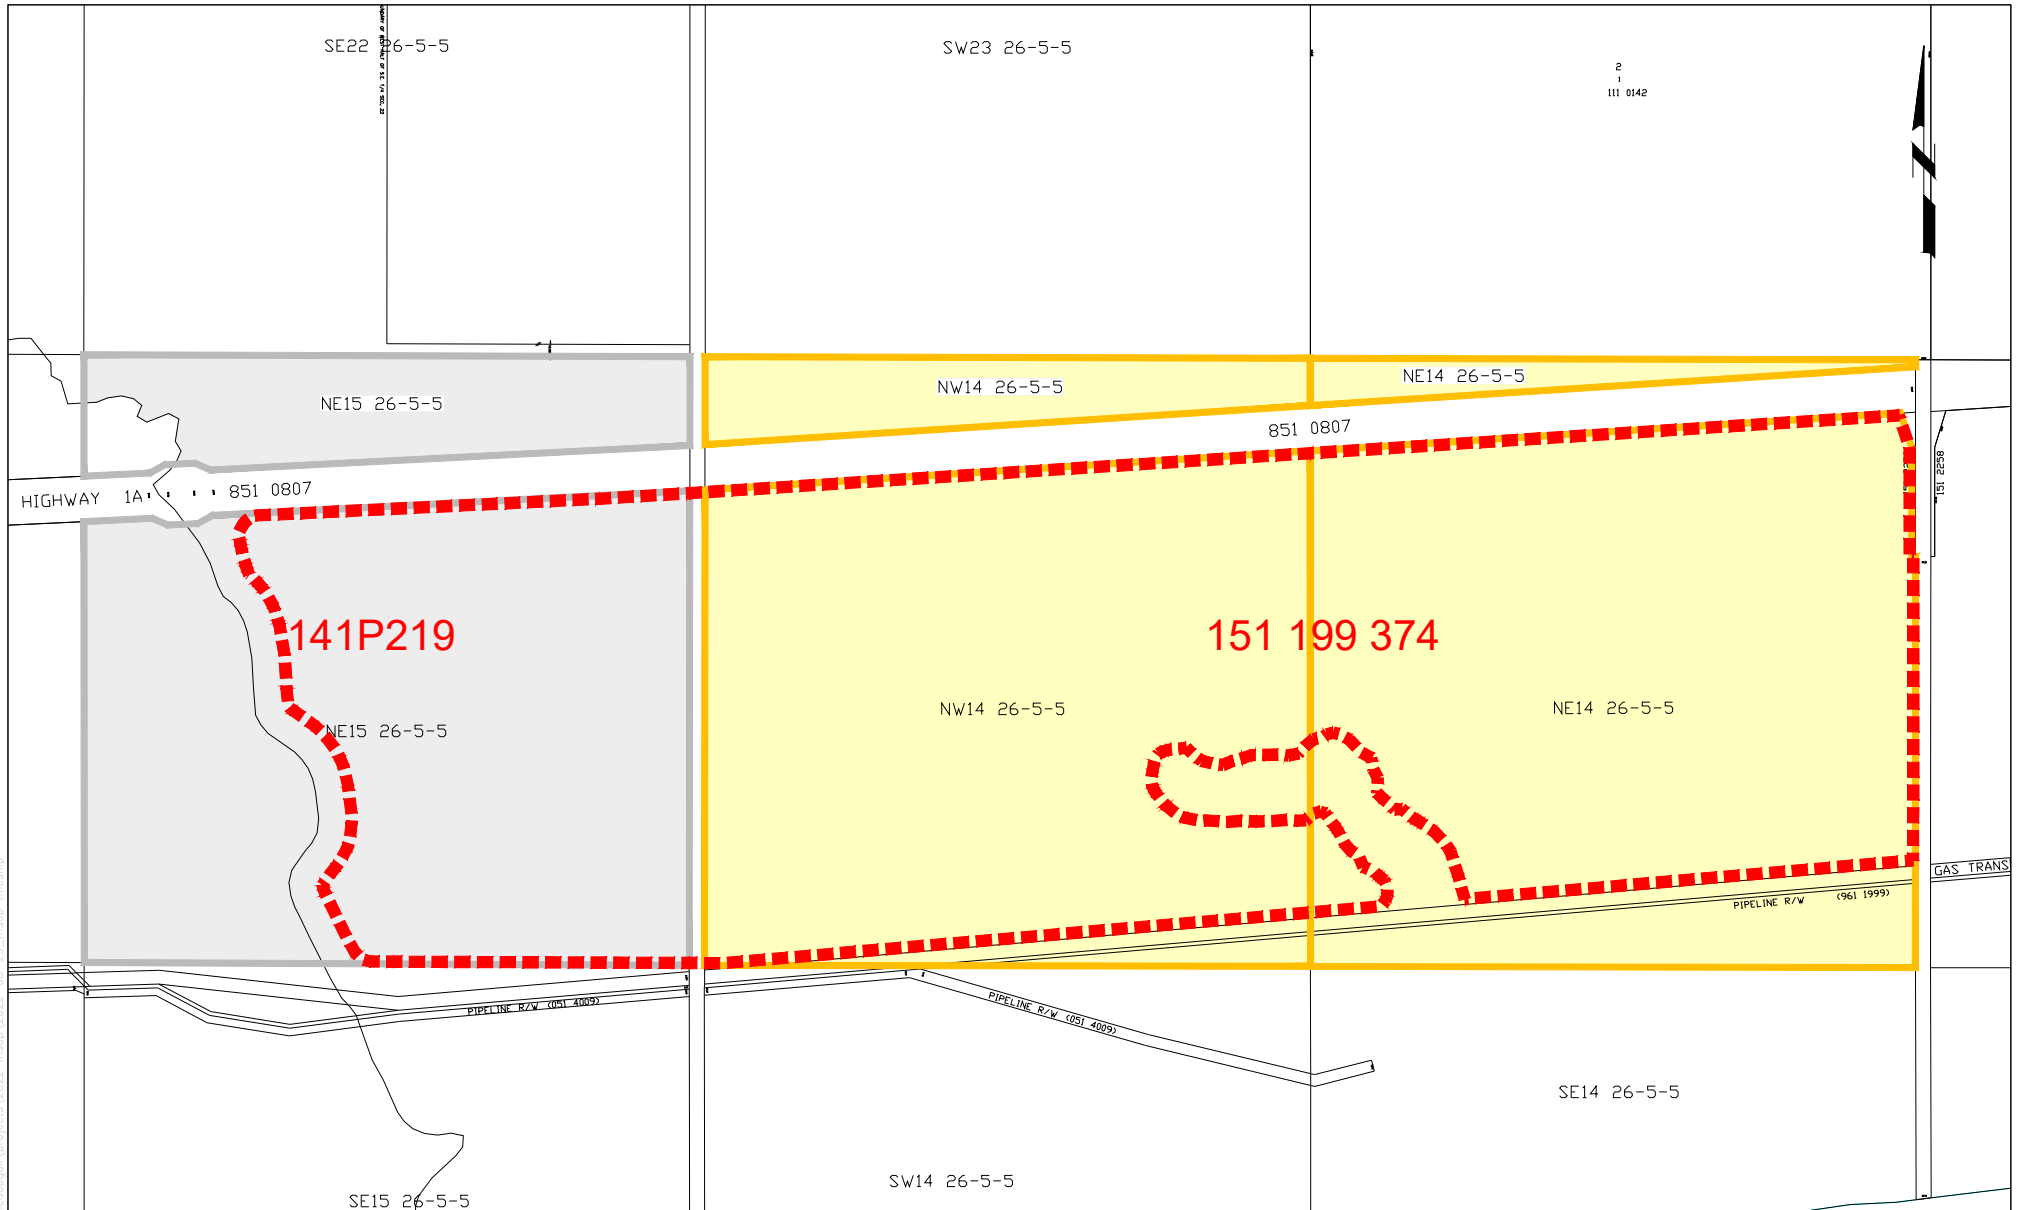 SE22 26-5-5
SW23 26-5-5
2
1
111 0142
NE15 26-5-5
NW14 26-5-5
NE14 26-5-5
851 0807
HIGHWAY 1A
851 0807
151 2258
141P219
151 199 374
NE15 26-5-5
NW14 26-5-5
NE14 26-5-5
GAS TRANS
PIPELINE R/W (961 1999)
PIPELINE R/W (051 4009)
PIPELINE R/W (051 4009)
SE14 26-5-5
SW14 26-5-5
SE15 26-5-5